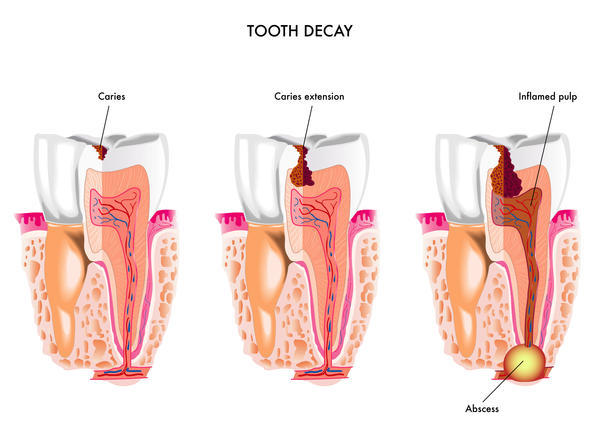 TOOTH DECAY
Caries
Caries extension
Inflamed pulp
Abscess